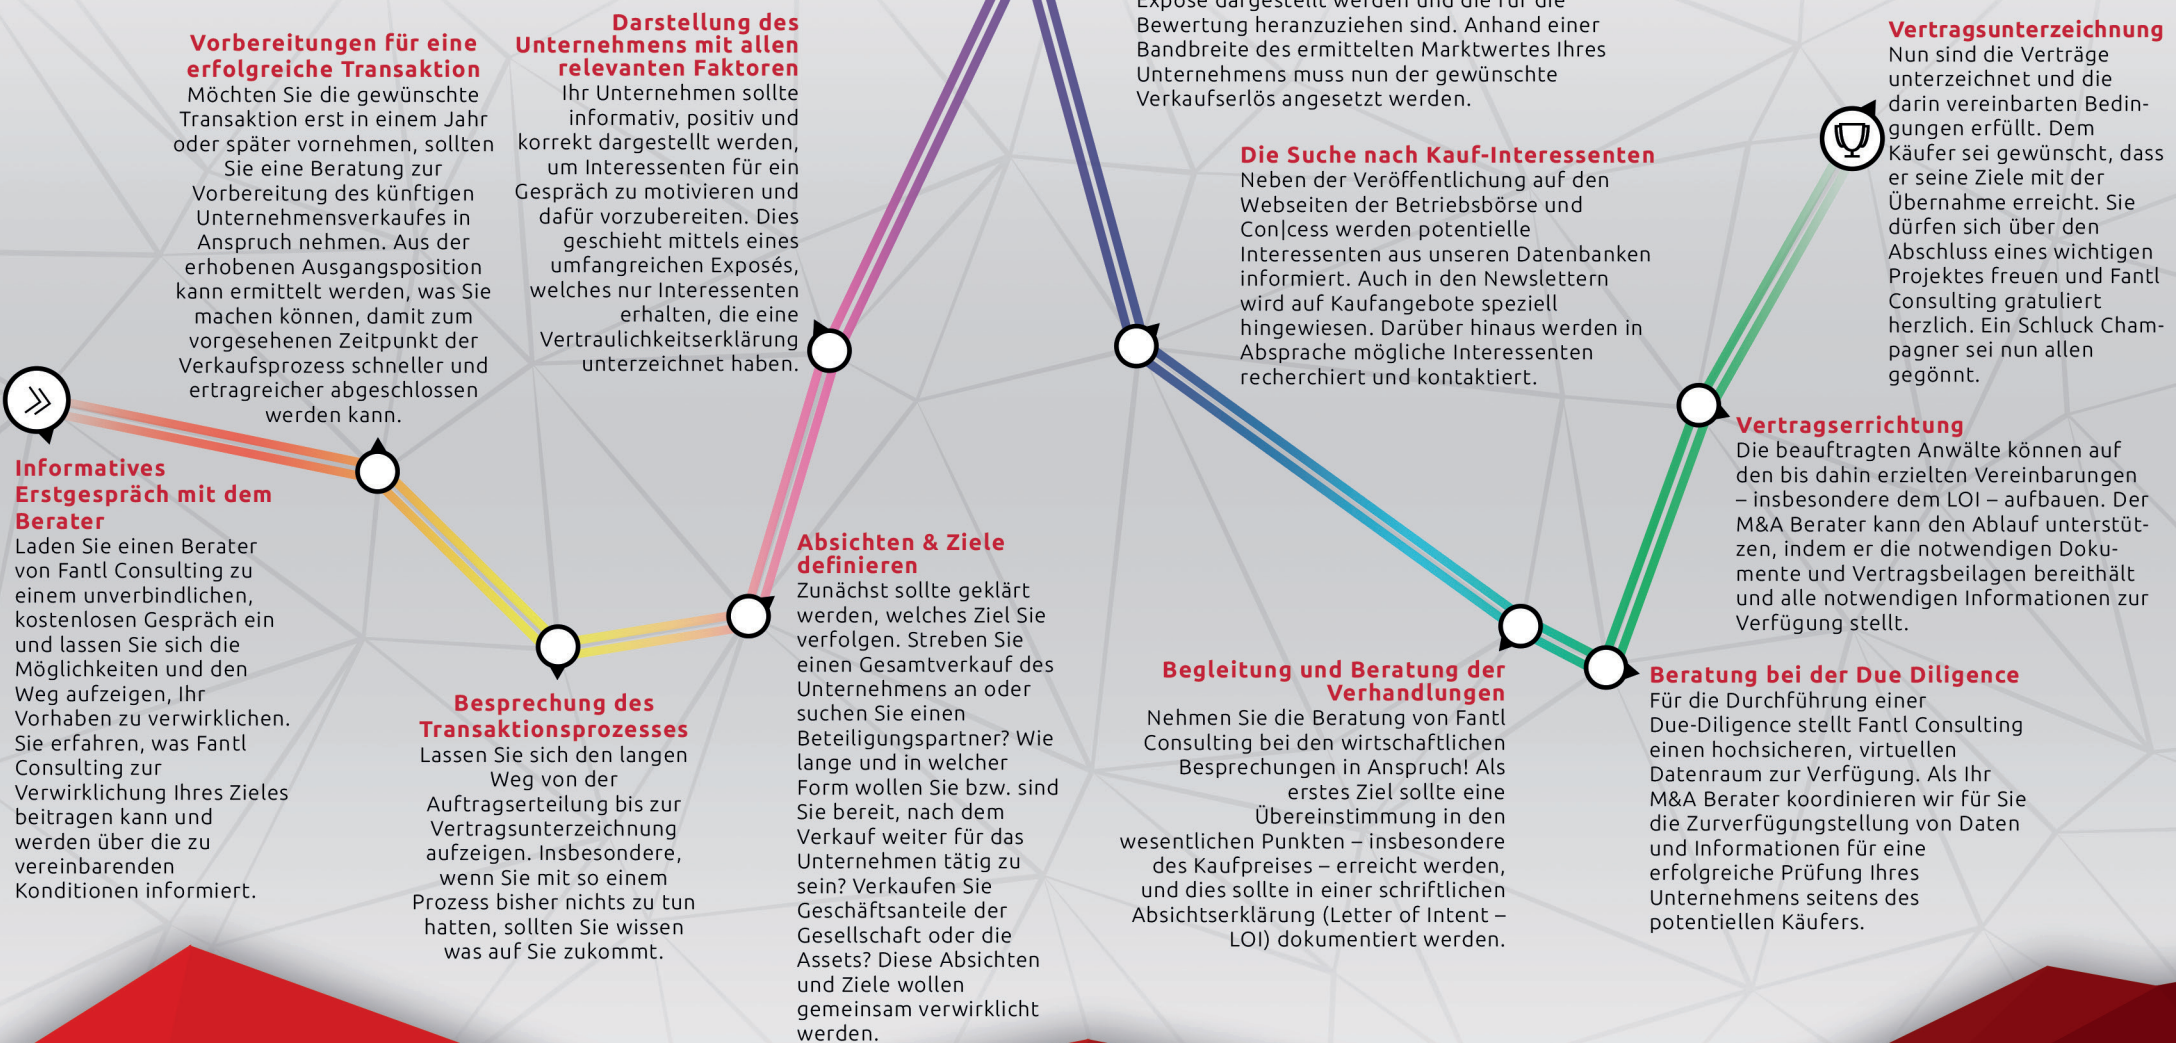 Informatives
Erstgespräch mit dem
Berater
Laden Sie einen Berater
von Fantl Consulting zu
einem unverbindlichen,
kostenlosen Gespräch ein
und lassen Sie sich die
Möglichkeiten und den
Weg aufzeigen, Ihr
Vorhaben zu verwirklichen.
Sie erfahren, was Fantl
Consulting zur
Verwirklichung Ihres Zieles
beitragen kann und
werden über die zu
vereinbarenden
Konditionen informiert.
Vorbereitungen für eine
erfolgreiche Transaktion
Möchten Sie die gewünschte
Transaktion erst in einem Jahr
oder später vornehmen, sollten
Sie eine Beratung zur
Vorbereitung des künftigen
Unternehmensverkaufes in
Anspruch nehmen. Aus der
erhobenen Ausgangsposition
kann ermittelt werden, was Sie
machen können, damit zum
vorgesehenen Zeitpunkt der
Verkaufsprozess schneller und
ertragreicher abgeschlossen
werden kann.
Besprechung des
Transaktionsprozesses
Lassen Sie sich den langen
Weg von der
Auftragserteilung bis zur
Vertragsunterzeichnung
aufzeigen. Insbesondere,
wenn Sie mit so einem
Prozess bisher nichts zu tun
hatten, sollten Sie wissen
was auf Sie zukommt.
Absichten & Ziele
definieren
Zunächst sollte geklärt
werden, welches Ziel Sie
verfolgen. Streben Sie
einen Gesamtverkauf des
Unternehmens an oder
suchen Sie einen
Beteiligungspartner? Wie
lange und in welcher
Form wollen Sie bzw. sind
Sie bereit, nach dem
Verkauf weiter für das
Unternehmen tätig zu
sein? Verkaufen Sie
Geschäftsanteile der
Gesellschaft oder die
Assets? Diese Absichten
und Ziele wollen
gemeinsam verwirklicht
werden.
Darstellung des
Unternehmens mit allen
relevanten Faktoren
Ihr Unternehmen sollte
informativ, positiv und
korrekt dargestellt werden,
um Interessenten für ein
Gespräch zu motivieren und
dafür vorzubereiten. Dies
geschieht mittels eines
umfangreichen Exposés,
welches nur Interessenten
erhalten, die eine
Vertraulichkeitserklärung
unterzeichnet haben.
Exposé dargestellt werden und die für die
Bewertung heranzuziehen sind. Anhand einer
Bandbreite des ermittelten Marktwertes Ihres
Unternehmens muss nun der gewünschte
Verkaufserlös angesetzt werden.
Die Suche nach Kauf-Interessenten
Neben der Veröffentlichung auf den
Webseiten der Betriebsbörse und
Con|cess werden potentielle
Interessenten aus unseren Datenbanken
informiert. Auch in den Newslettern
wird auf Kaufangebote speziell
hingewiesen. Darüber hinaus werden in
Absprache mögliche Interessenten
recherchiert und kontaktiert.
Begleitung und Beratung der
Verhandlungen
Nehmen Sie die Beratung von Fantl
Consulting bei den wirtschaftlichen
Besprechungen in Anspruch! Als
erstes Ziel sollte eine
Übereinstimmung in den
wesentlichen Punkten – insbesondere
des Kaufpreises – erreicht werden,
und dies sollte in einer schriftlichen
Absichtserklärung (Letter of Intent –
LOI) dokumentiert werden.
Beratung bei der Due Diligence
Für die Durchführung einer
Due-Diligence stellt Fantl Consulting
einen hochsicheren, virtuellen
Datenraum zur Verfügung. Als Ihr
M&A Berater koordinieren wir für Sie
die Zurverfügungstellung von Daten
und Informationen für eine
erfolgreiche Prüfung Ihres
Unternehmens seitens des
potentiellen Käufers.
Vertragserrichtung
Die beauftragten Anwälte können auf
den bis dahin erzielten Vereinbarungen
– insbesondere dem LOI – aufbauen. Der
M&A Berater kann den Ablauf unterstüt-
zen, indem er die notwendigen Doku-
mente und Vertragsbeilagen bereithält
und alle notwendigen Informationen zur
Verfügung stellt.
Vertragsunterzeichnung
Nun sind die Verträge
unterzeichnet und die
darin vereinbarten Bedin-
gungen erfüllt. Dem
Käufer sei gewünscht, dass
er seine Ziele mit der
Übernahme erreicht. Sie
dürfen sich über den
Abschluss eines wichtigen
Projektes freuen und Fantl
Consulting gratuliert
herzlich. Ein Schluck Cham-
pagner sei nun allen
gegönnt.